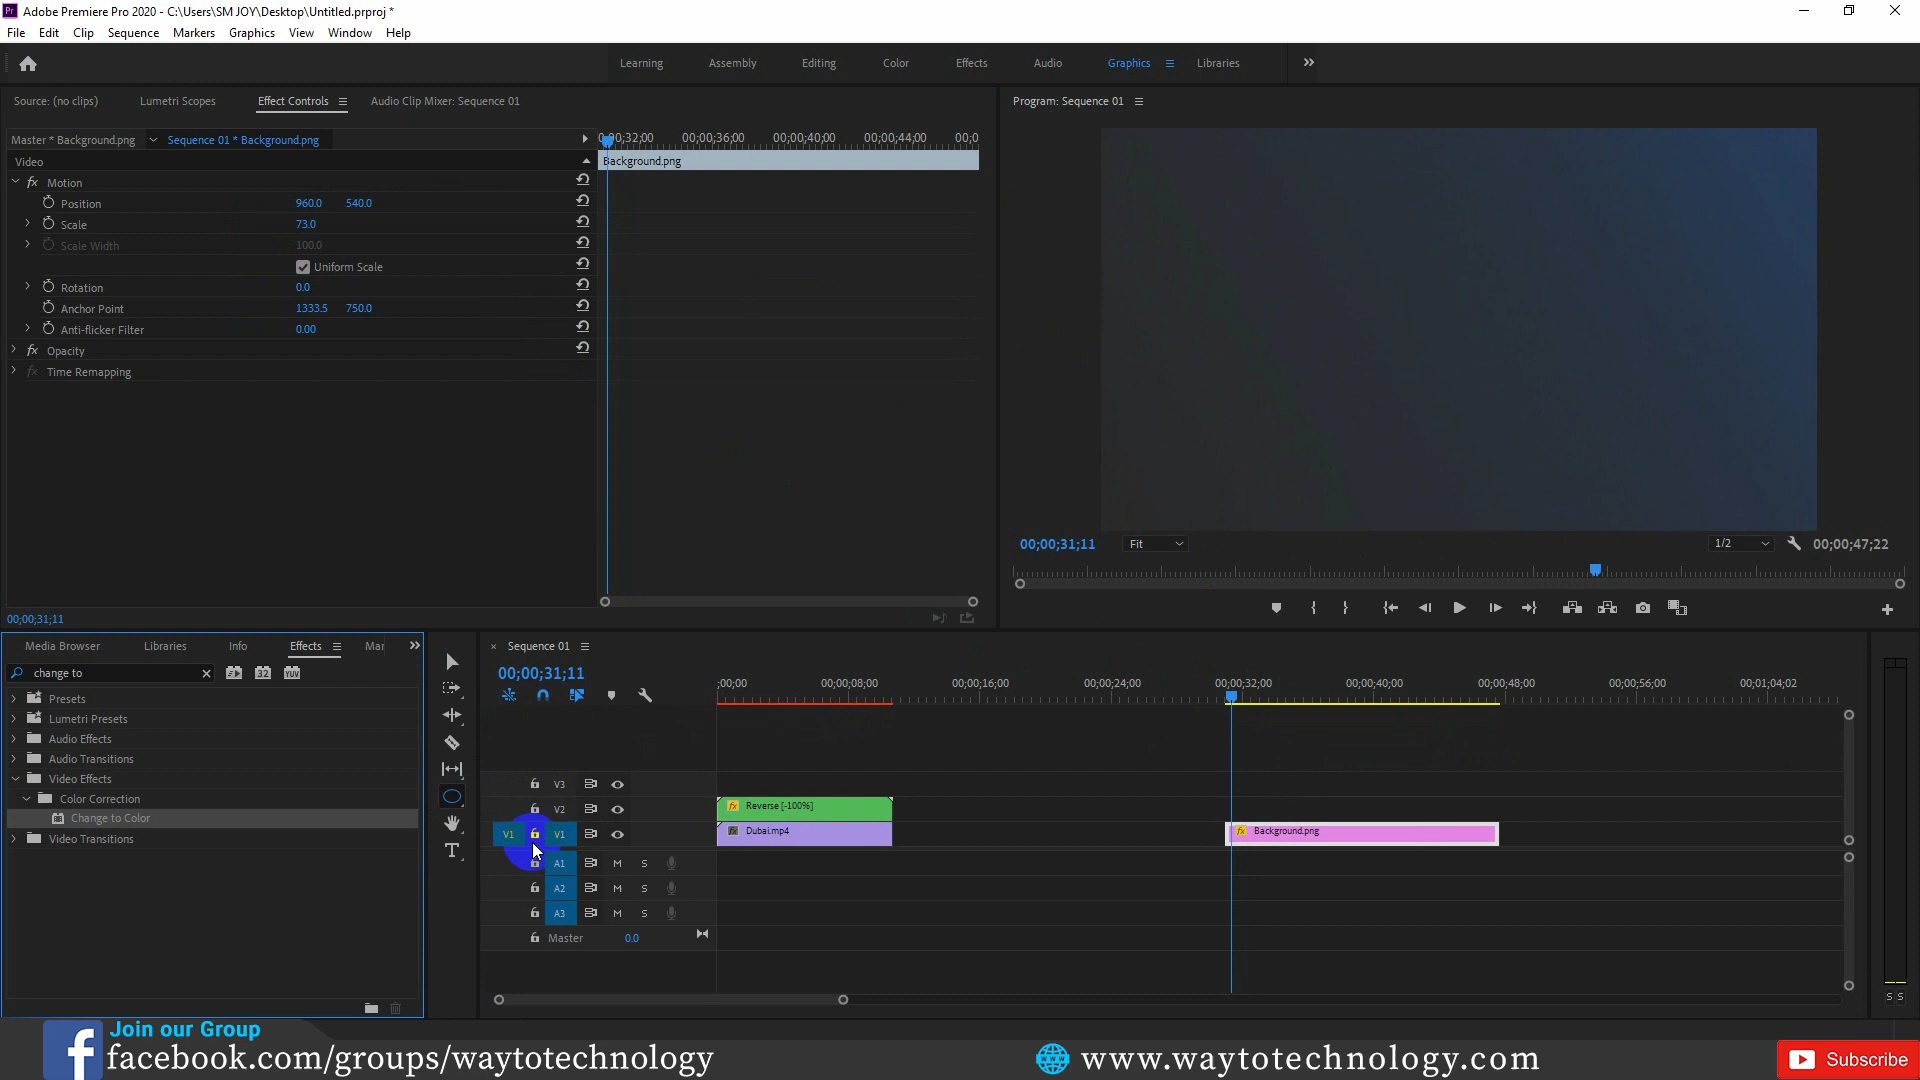 Adobe Premiere Pro 2020 - C:\Users\SM JOY\Desktop\Untitled.prproj *
File Edit Clip Sequence Markers Graphics View Window Help
Learning Assembly Editing Color Effects Audio Graphics Libraries
Source: (no clips) Lumetri Scopes Effect Controls Audio Clip Mixer: Sequence 01
Program: Sequence 01
Master * Background.png Sequence 01 * Background.png
00;32;00 00;00;36;00 00;00;40;00 00;00;44;00 00;0
Video
Background.png
fx Motion
Position 960.0 540.0
Scale 73.0
Scale Width 100.0
Uniform Scale
Rotation 0.0
Anchor Point 1333.5 750.0
Anti-flicker Filter 0.00
fx Opacity
fx Time Remapping
00;00;31;11
00;00;31;11 Fit 1/2 00;00;47;22
Media Browser Libraries Info Effects Mar
change to 32 YUV
Presets
Lumetri Presets
Audio Effects
Audio Transitions
Video Effects
Color Correction
Change to Color
Video Transitions
× Sequence 01
00;00;31;11
;00;00 00;00;08;00 00;00;16;00 00;00;24;00 00;00;32;00 00;00;40;00 00;00;48;00 00;00;56;00 00;01;04;02
V3
V2 fx Reverse [-100%]
V1 V1 fx Dubai.mp4 fx Background.png
A1 M S
A2 M S
A3 M S
Master 0.0
S S
Join our Group
facebook.com/groups/waytotechnology
www.waytotechnology.com
Subscribe